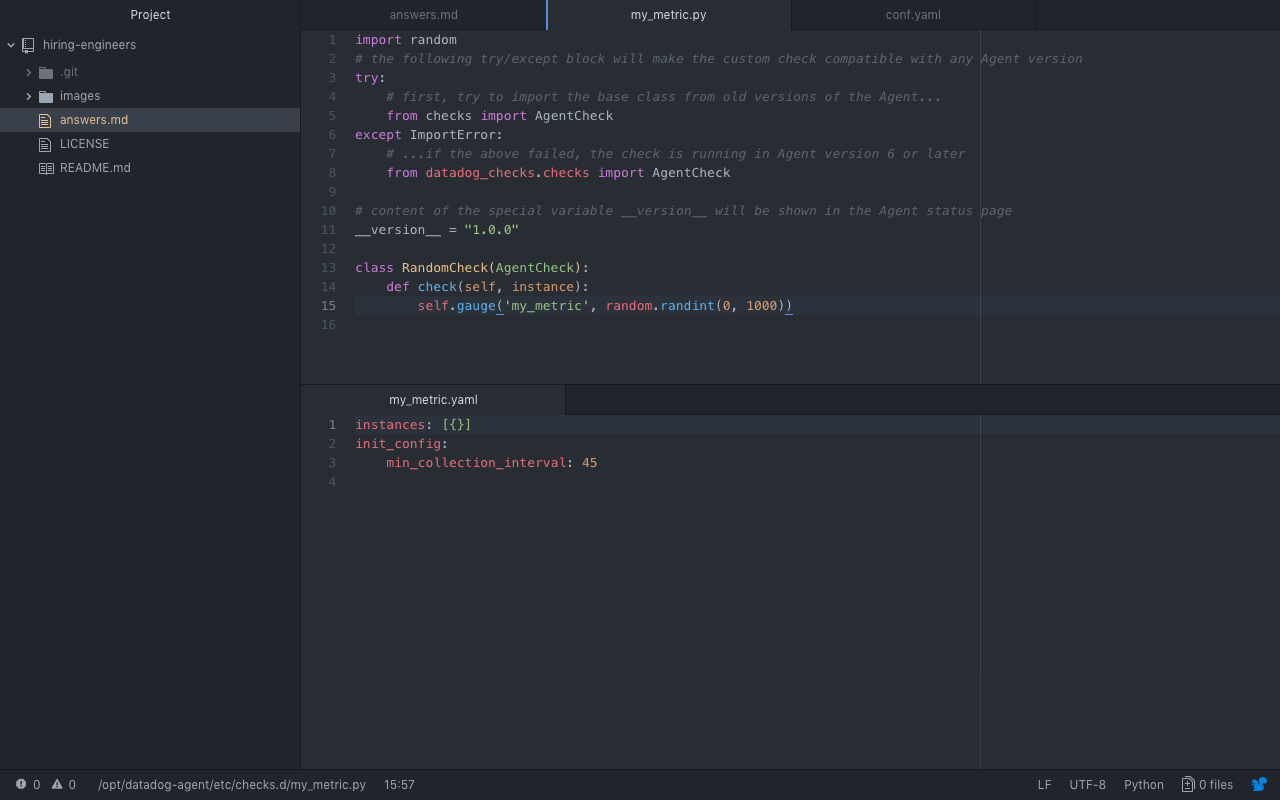 Project
hiring-engineers
.git
images
answers.md
LICENSE
README.md
answers.md
my_metric.py
conf.yaml
1 import random
2 # the following try/except block will make the custom check compatible with any Agent version
3 try:
4     # first, try to import the base class from old versions of the Agent...
5     from checks import AgentCheck
6 except ImportError:
7     # ...if the above failed, the check is running in Agent version 6 or later
8     from datadog_checks.checks import AgentCheck
9
10 # content of the special variable __version__ will be shown in the Agent status page
11 __version__ = "1.0.0"
12
13 class RandomCheck(AgentCheck):
14     def check(self, instance):
15         self.gauge('my_metric', random.randint(0, 1000))
16
my_metric.yaml
1 instances: [{}]
2 init_config:
3     min_collection_interval: 45
4
0 0 /opt/datadog-agent/etc/checks.d/my_metric.py 15:57
LF UTF-8 Python 0 files